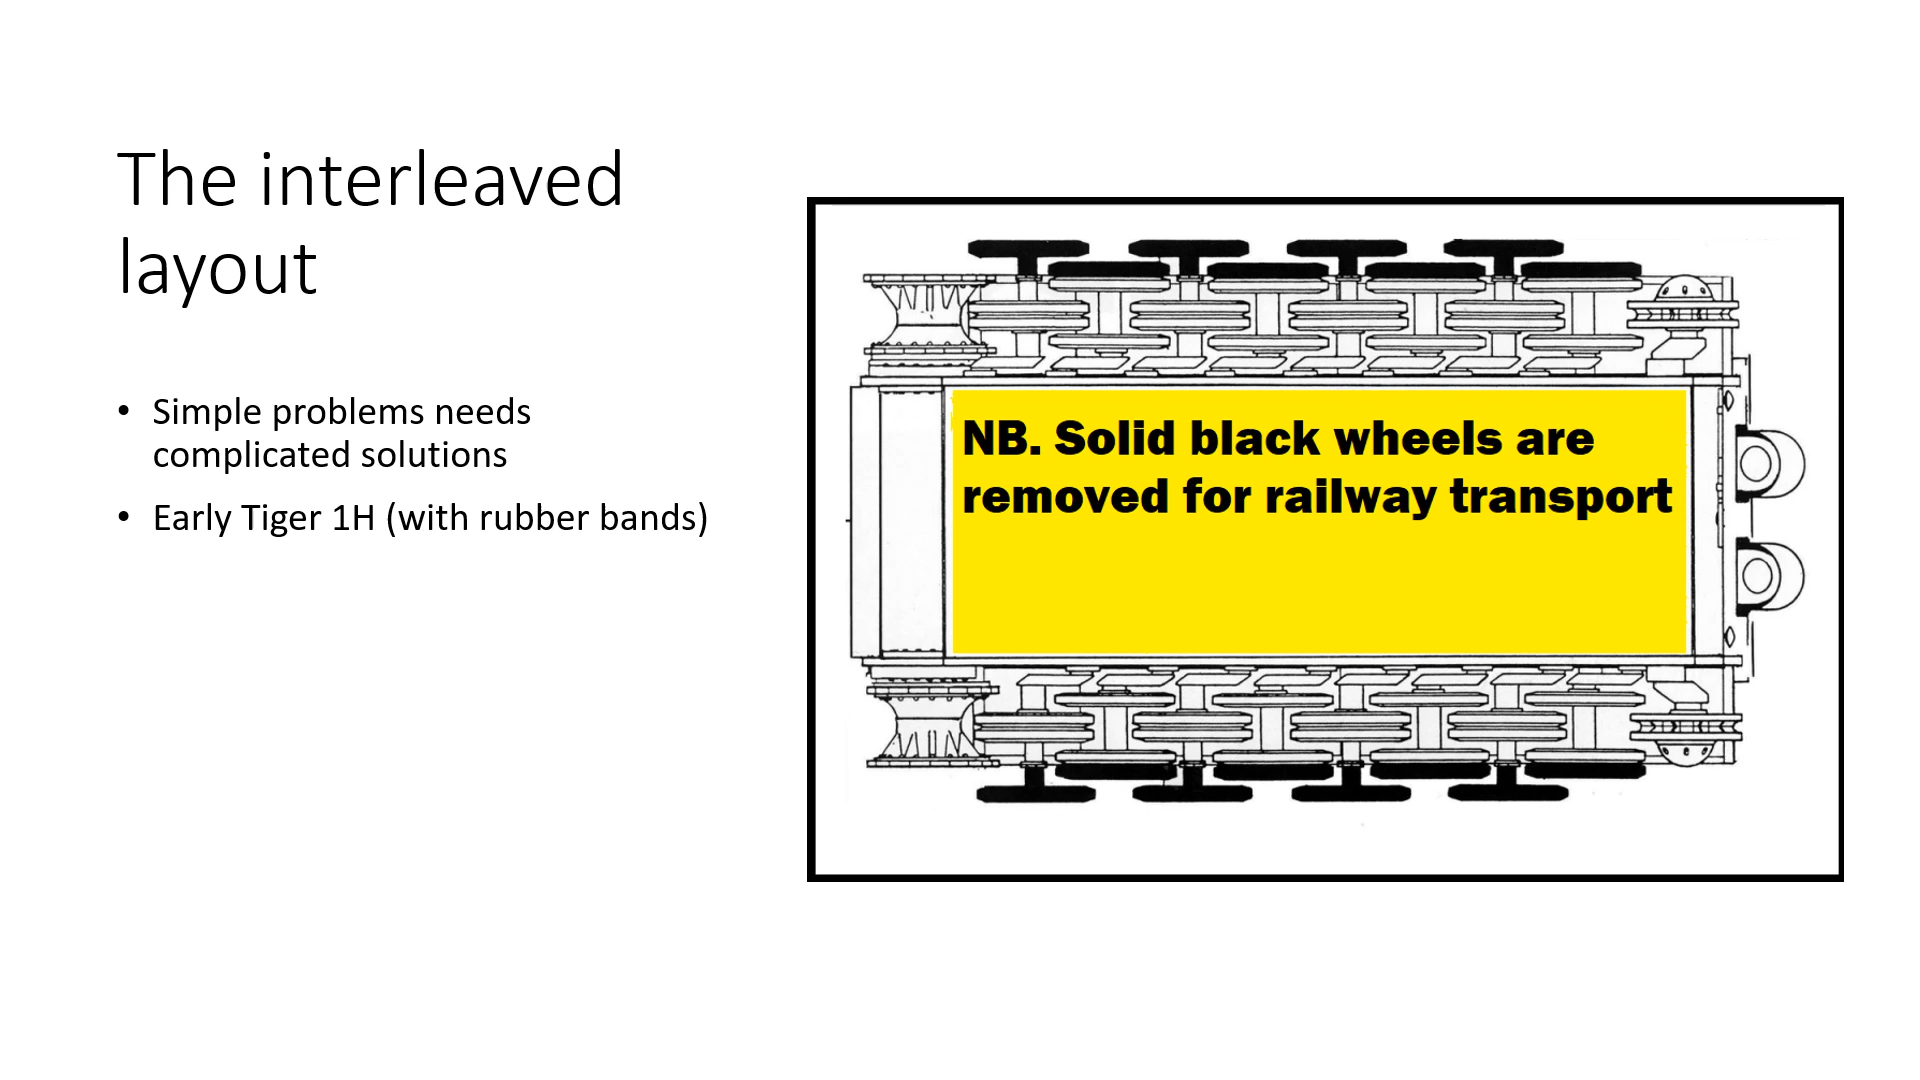 The interleaved
layout
• Simple problems needs
complicated solutions
• Early Tiger 1H (with rubber bands)
NB. Solid black wheels are
removed for railway transport